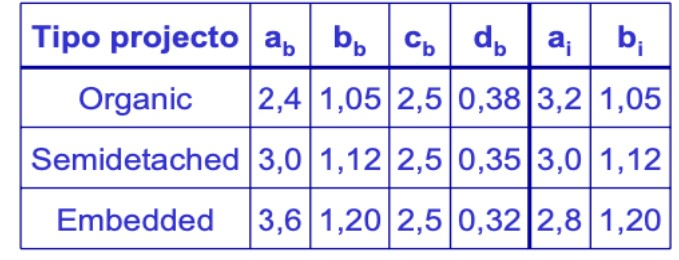 Tipo projecto a_b b_b c_b d_b a_i b_i
Organic 2,4 1,05 2,5 0,38 3,2 1,05
Semidetached 3,0 1,12 2,5 0,35 3,0 1,12
Embedded 3,6 1,20 2,5 0,32 2,8 1,20